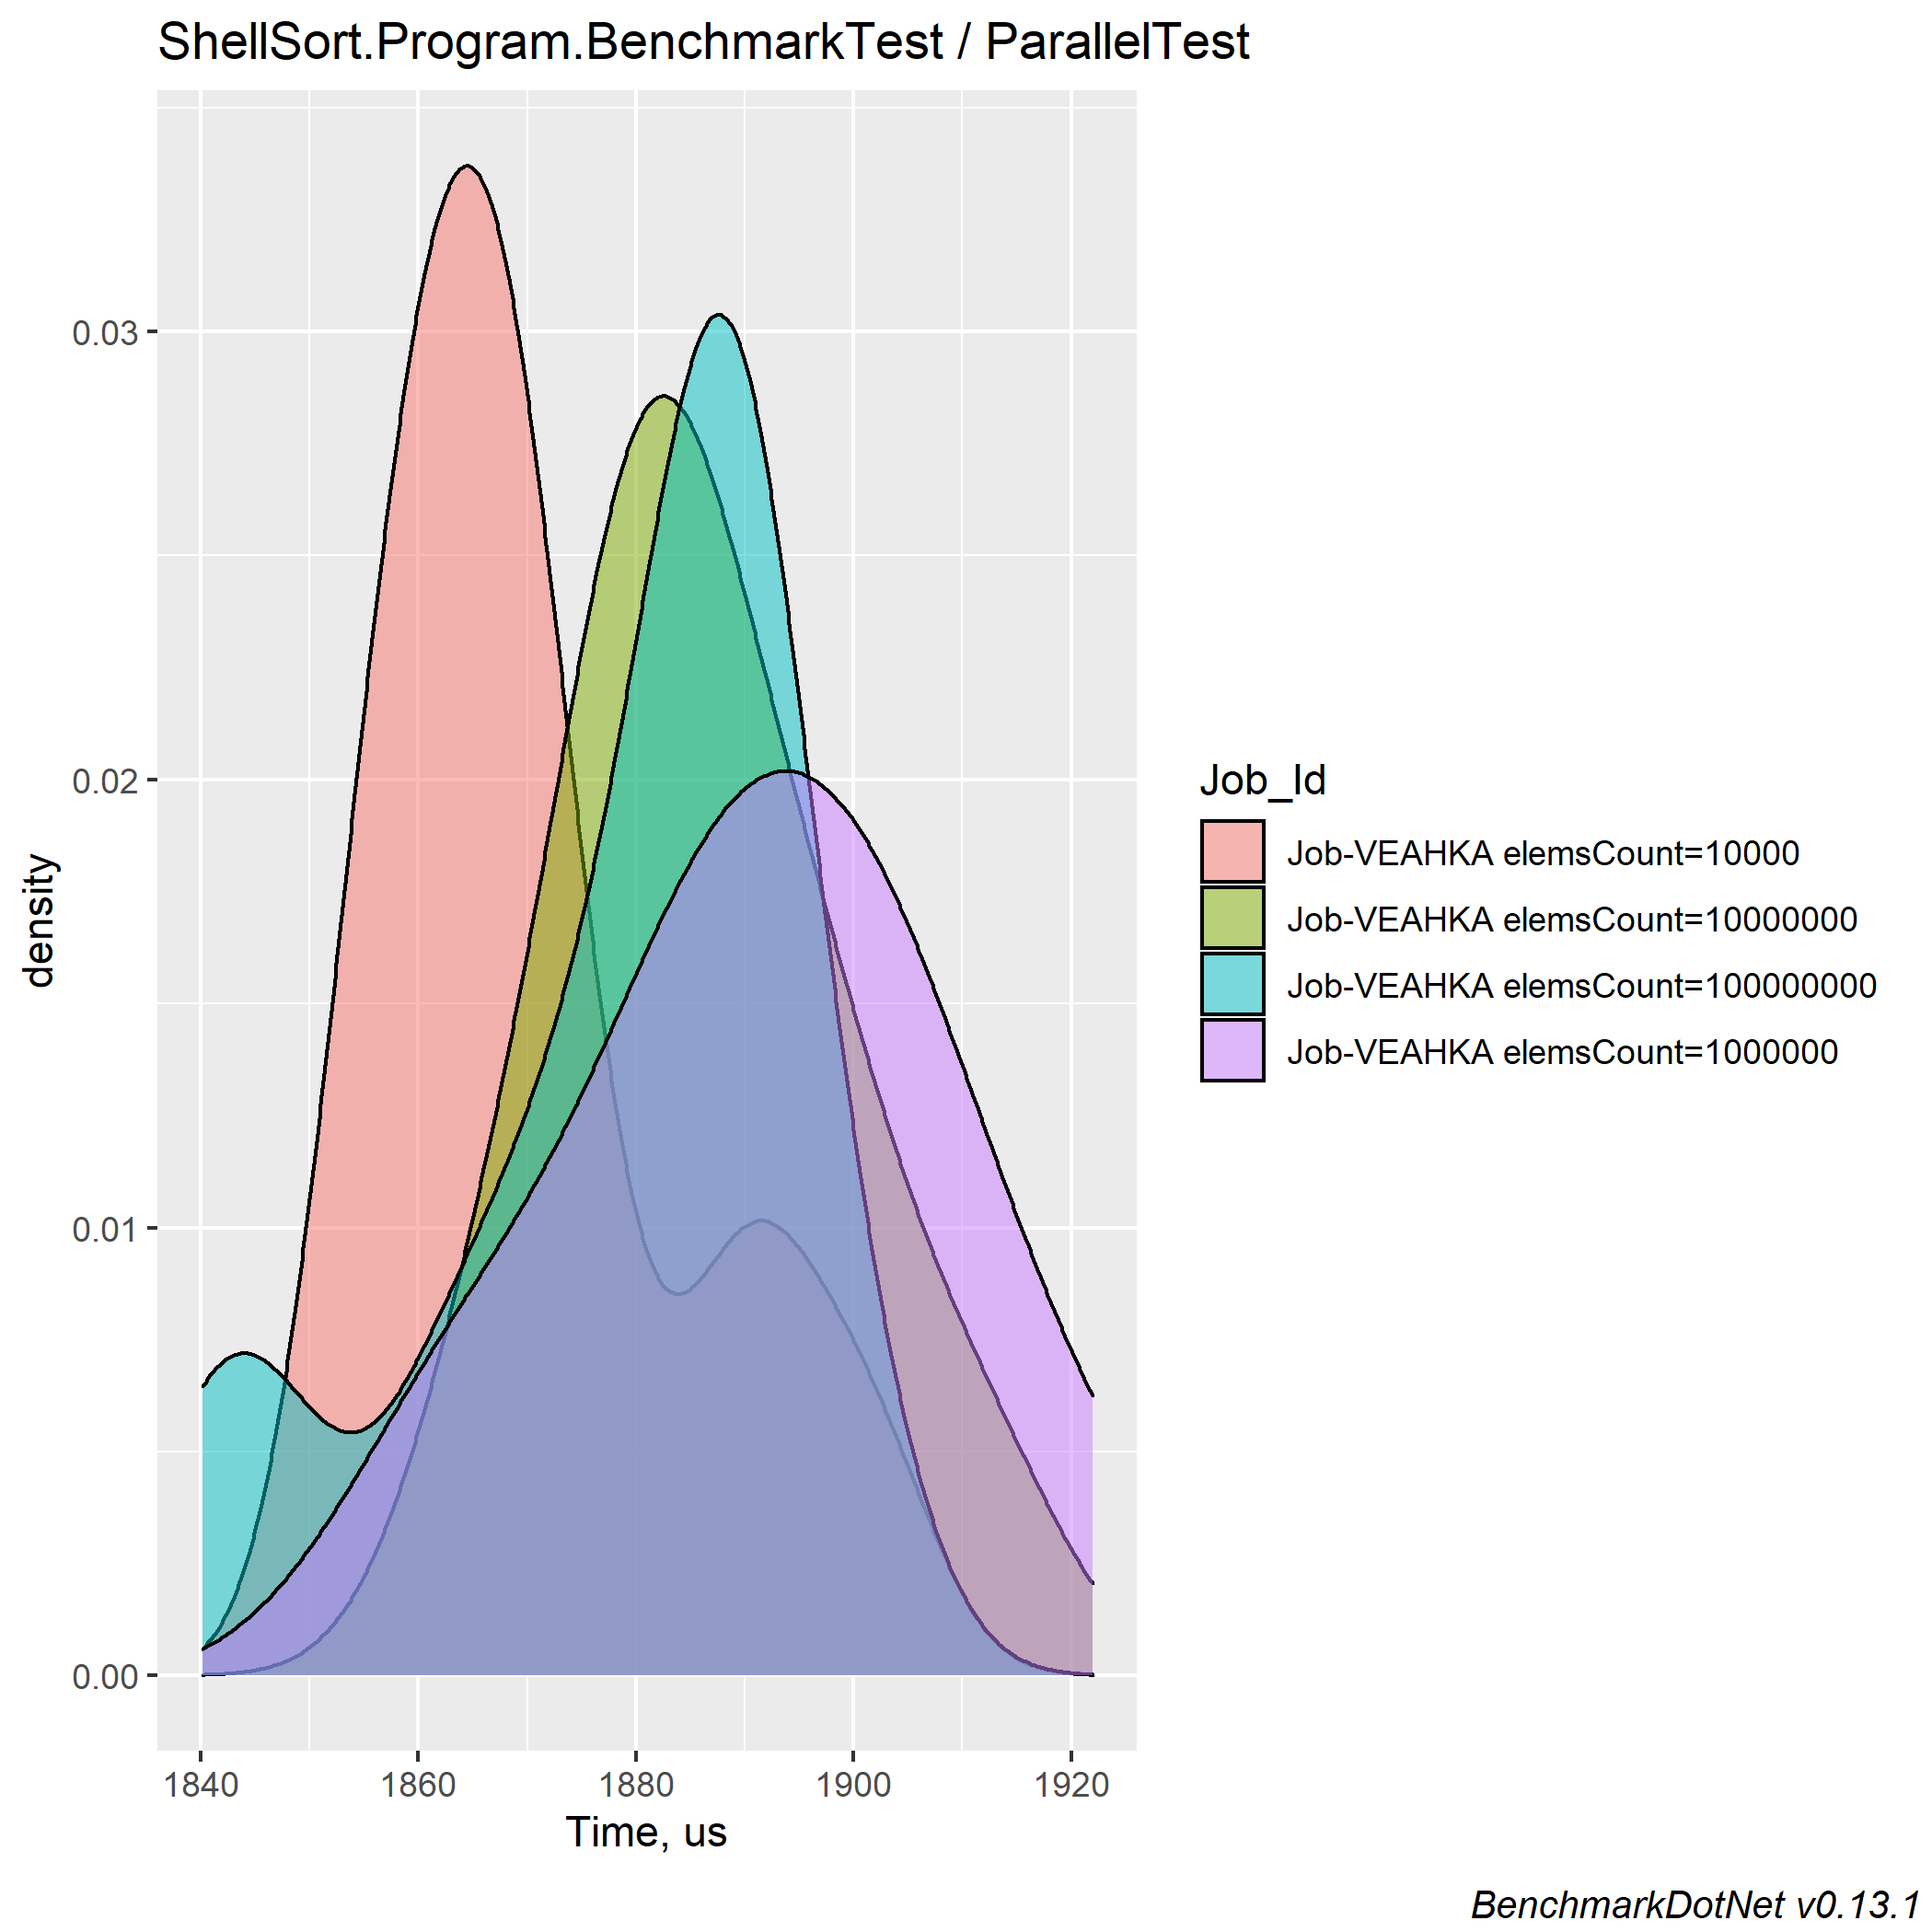 ShellSort.Program.BenchmarkTest / ParallelTest
density
0.03
0.02
0.01
0.00
1840 1860 1880 1900 1920
Time, us
Job_Id
Job-VEAHKA elemsCount=10000
Job-VEAHKA elemsCount=10000000
Job-VEAHKA elemsCount=100000000
Job-VEAHKA elemsCount=1000000
BenchmarkDotNet v0.13.1